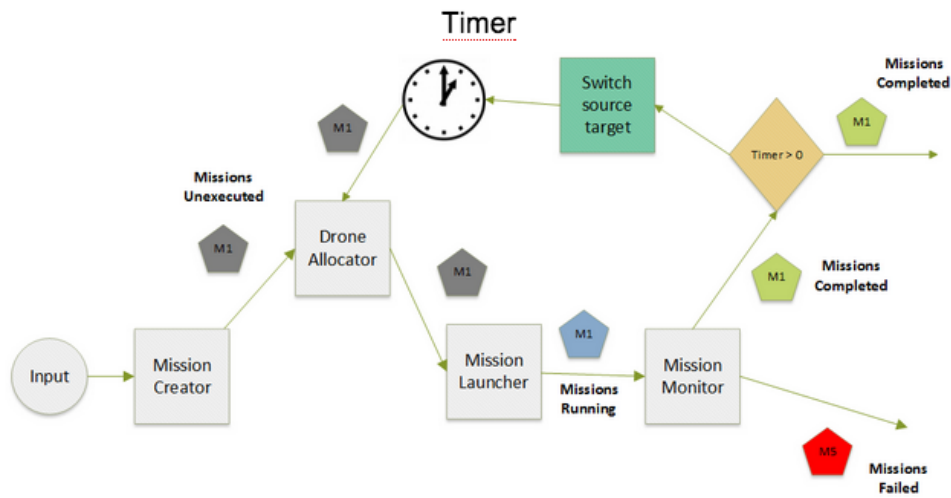 Timer
Missions
Completed
Switch
source
target
M1
M1
Timer > 0
Missions
Unexecuted
M1
Drone
Allocator
M1
M1
Missions
Completed
Input
Mission
Creator
Mission
Launcher
M1
Missions
Running
Mission
Monitor
M5
Missions
Failed